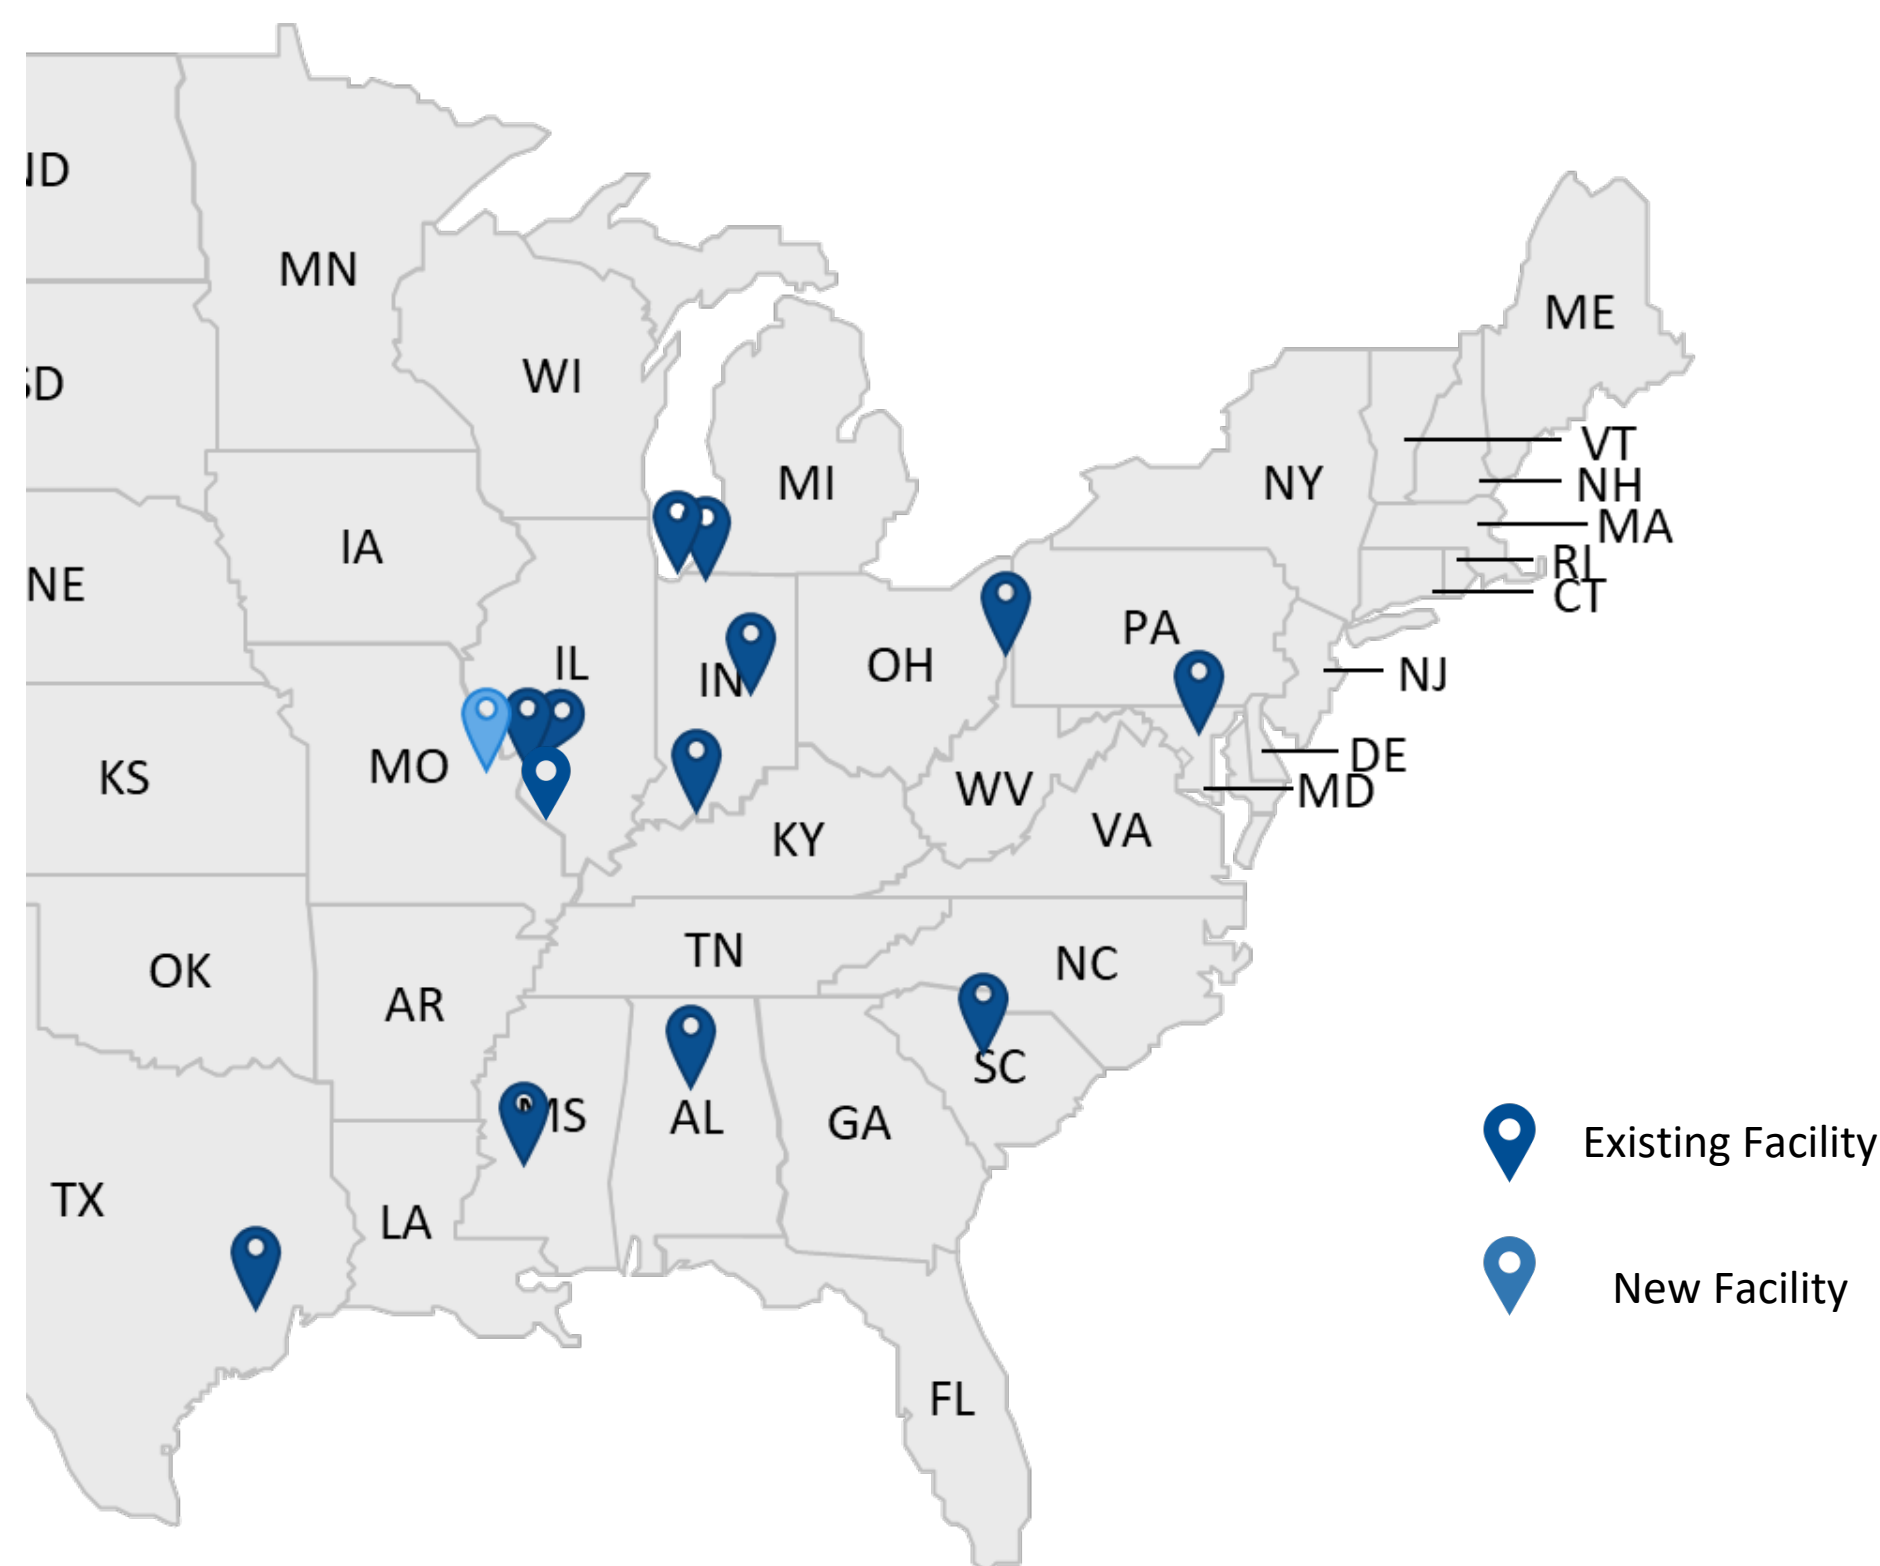 ND
MN
ME
WI
SD
VT
MI
NY
NH
MA
IA
RI
CT
NE
PA
IL
OH
IN
NJ
DE
MO
KS
WV
MD
VA
KY
TN
NC
OK
AR
SC
MS
AL
GA
Existing Facility
TX
LA
New Facility
FL